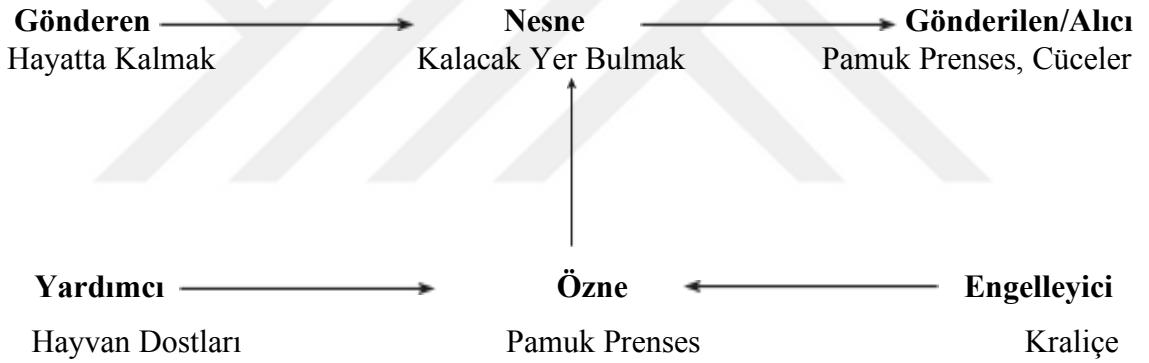 Gönderen Nesne Gönderilen/Alıcı
Hayatta Kalmak Kalacak Yer Bulmak Pamuk Prenses, Cüceler
Yardımcı Özne Engelleyici
Hayvan Dostları Pamuk Prenses Kraliçe